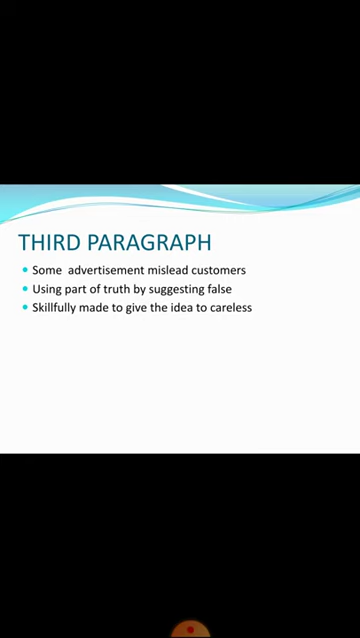 THIRD PARAGRAPH
Some advertisement mislead customers
Using part of truth by suggesting false
Skillfully made to give the idea to careless